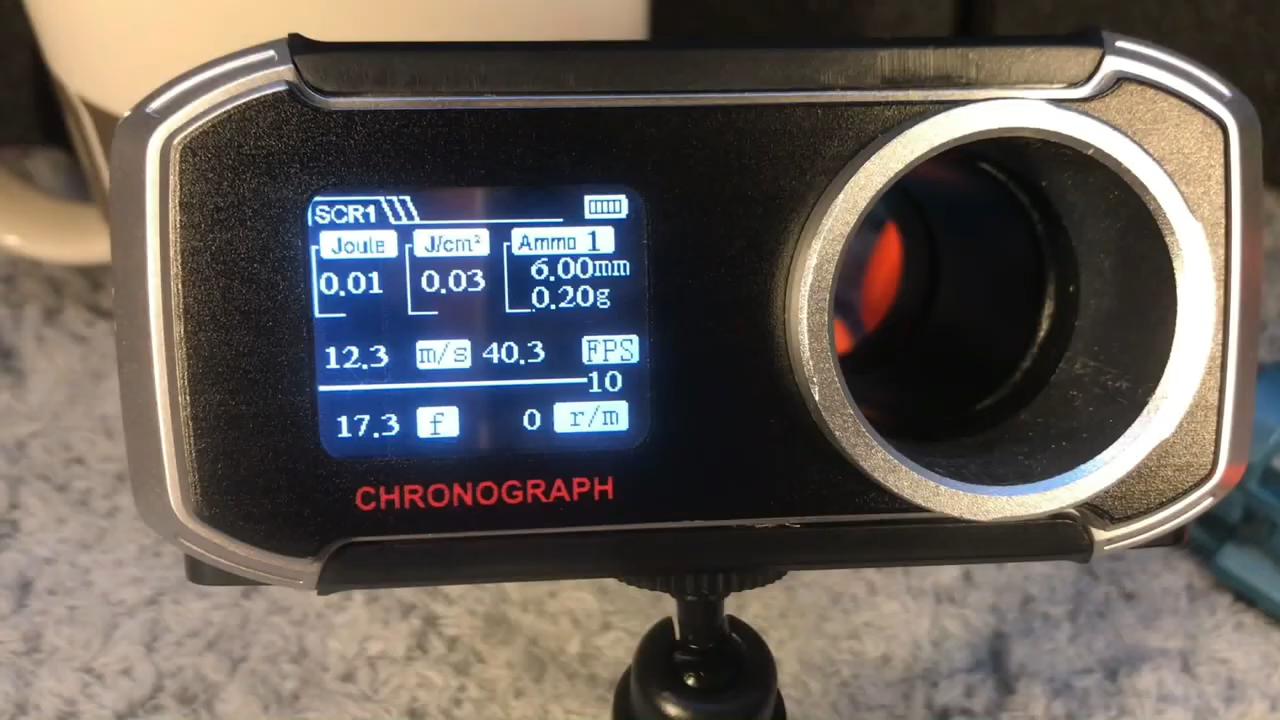 SCR1
Joule J/cm² Ammo 1
0.01 0.03 6.00mm
0.20g
12.3 m/s 40.3 FPS
10
17.3 f 0 r/m
CHRONOGRAPH